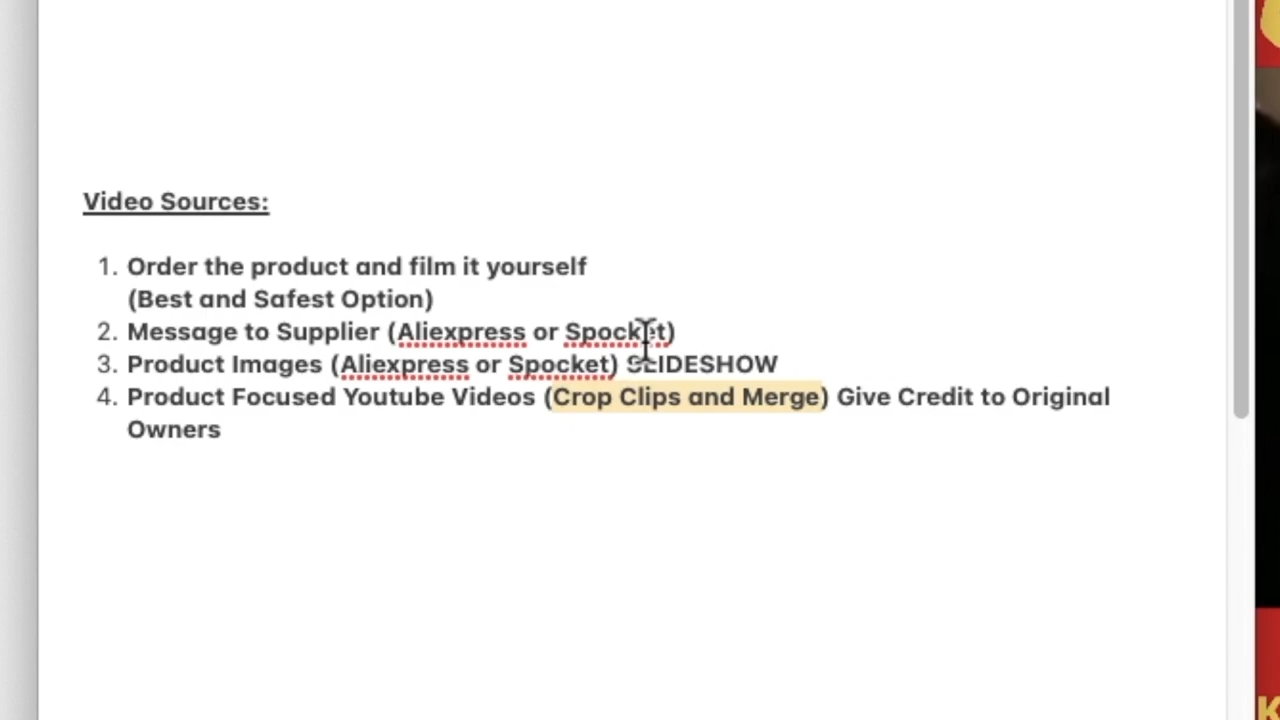 Video Sources:
1. Order the product and film it yourself
(Best and Safest Option)
2. Message to Supplier (Aliexpress or Spocket)
3. Product Images (Aliexpress or Spocket) SLIDESHOW
4. Product Focused Youtube Videos (Crop Clips and Merge) Give Credit to Original
Owners
K